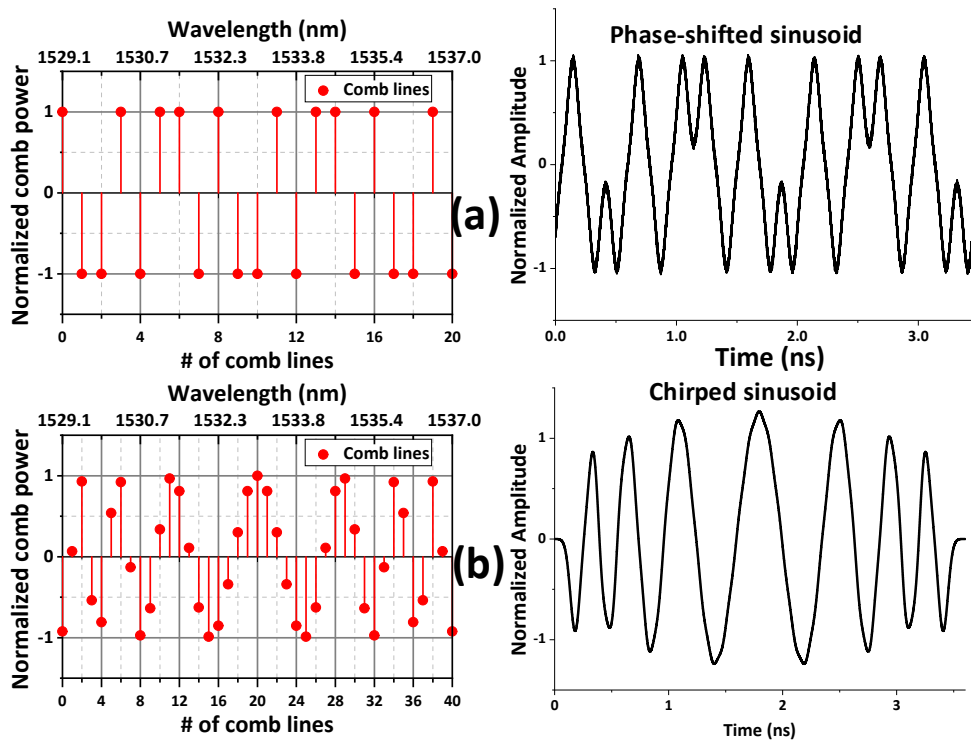 Wavelength (nm)
1529.1 1530.7 1532.3 1533.8 1535.4 1537.0
Comb lines
Normalized comb power
1
0
-1
0 4 8 12 16 20
# of comb lines
(a)
Phase-shifted sinusoid
Normalized Amplitude
1
0
-1
0.0 1.0 2.0 3.0
Time (ns)
Wavelength (nm)
1529.1 1530.7 1532.3 1533.8 1535.4 1537.0
Comb lines
Normalized comb power
1
0
-1
0 4 8 12 16 20 24 28 32 36 40
# of comb lines
(b)
Chirped sinusoid
Normalized Amplitude
1
0
-1
0 1 2 3
Time (ns)